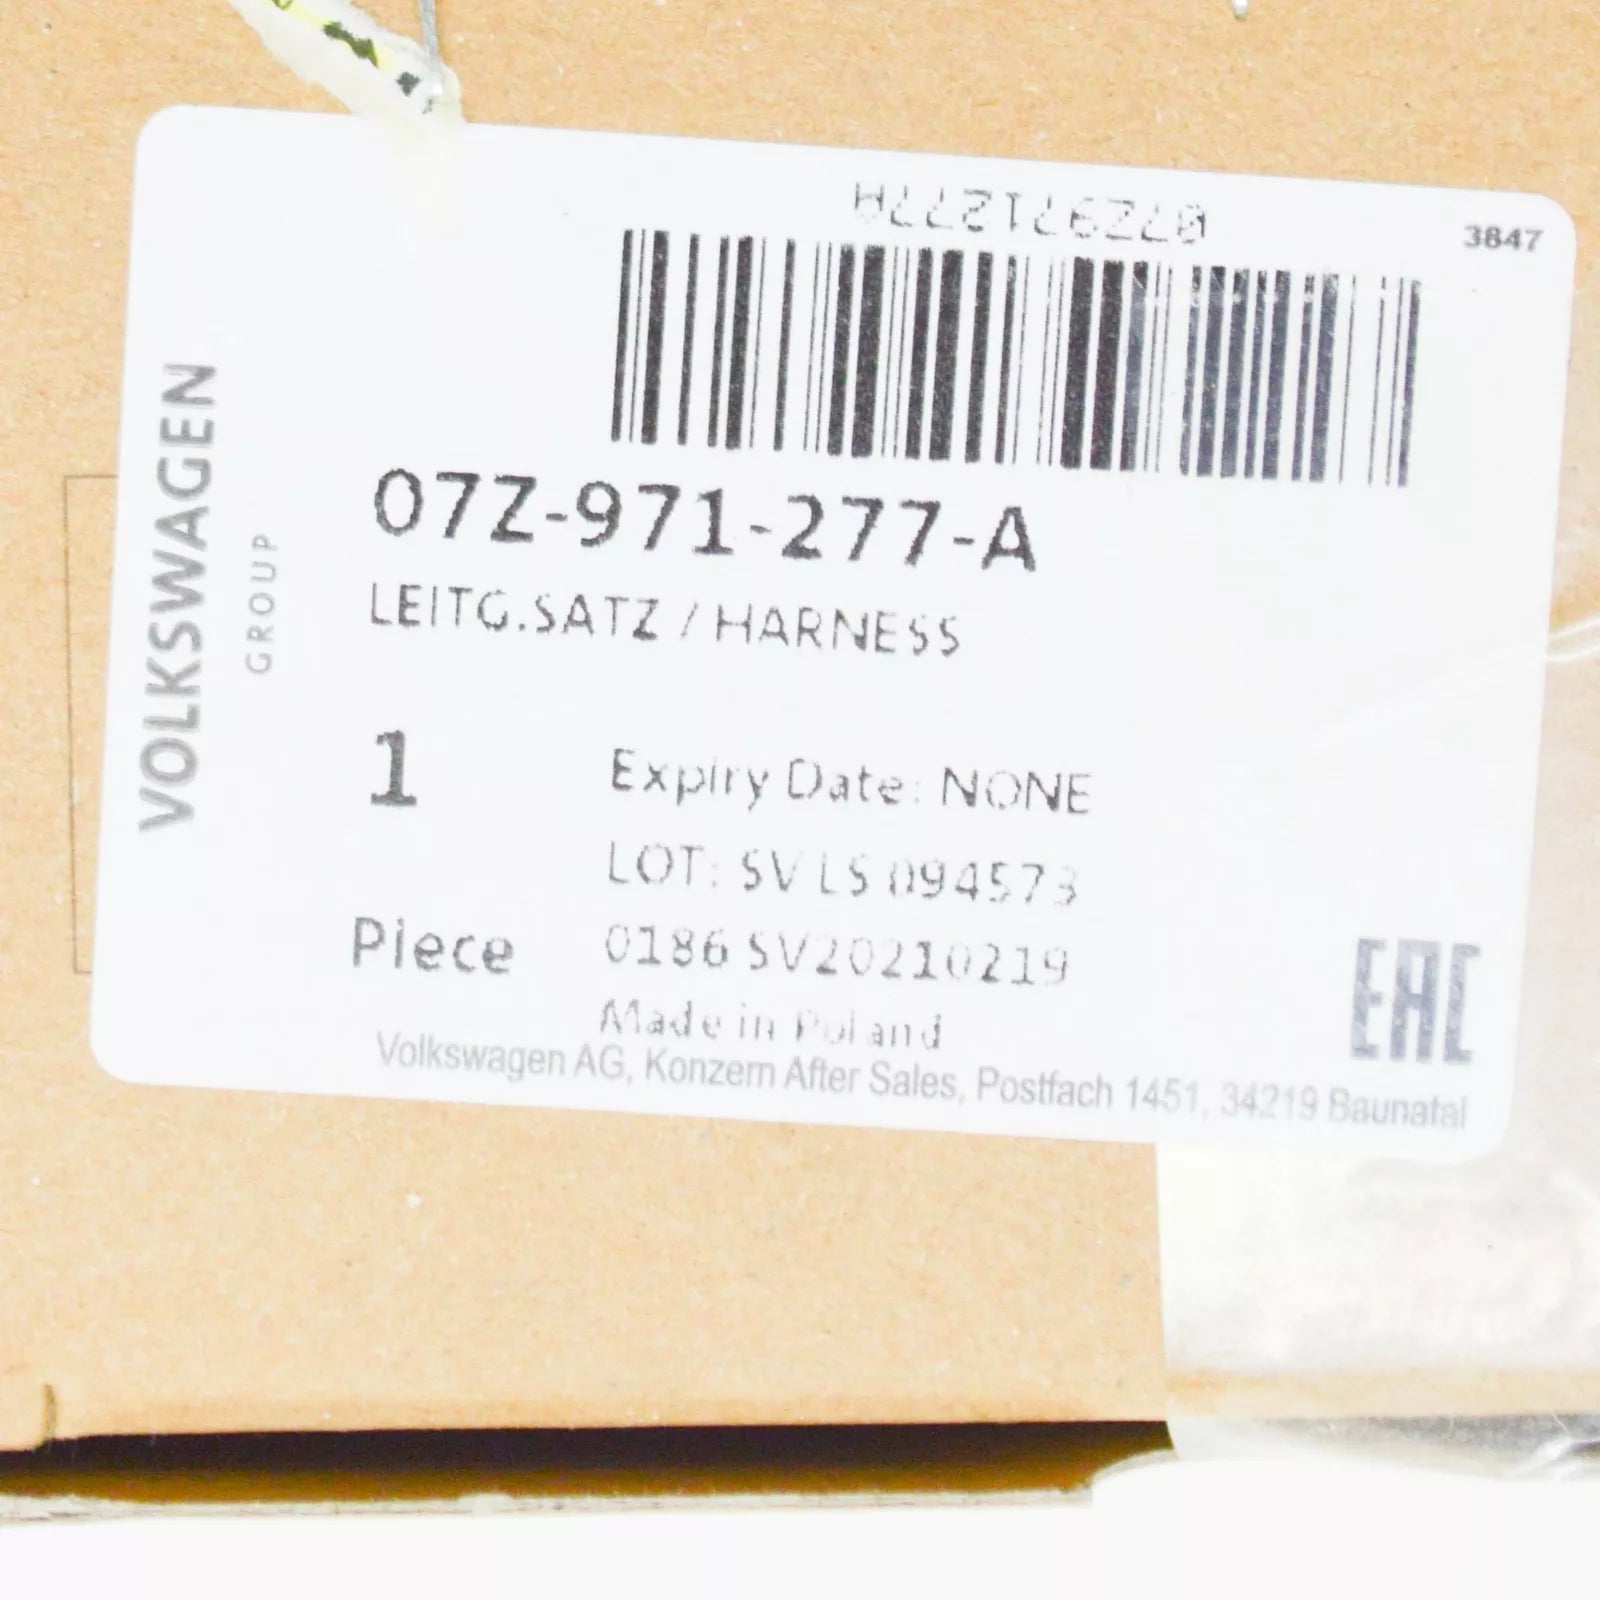 07Z971277A
3847
VOLKSWAGEN
GROUP
07Z-971-277-A
LEITG.SATZ / HARNESS
1
Expiry Date: NONE
LOT: SV LS 094573
Piece
0186 SV20210219
Made in Poland
EAC
Volkswagen AG, Konzern After Sales, Postfach 1451, 34219 Baunatal